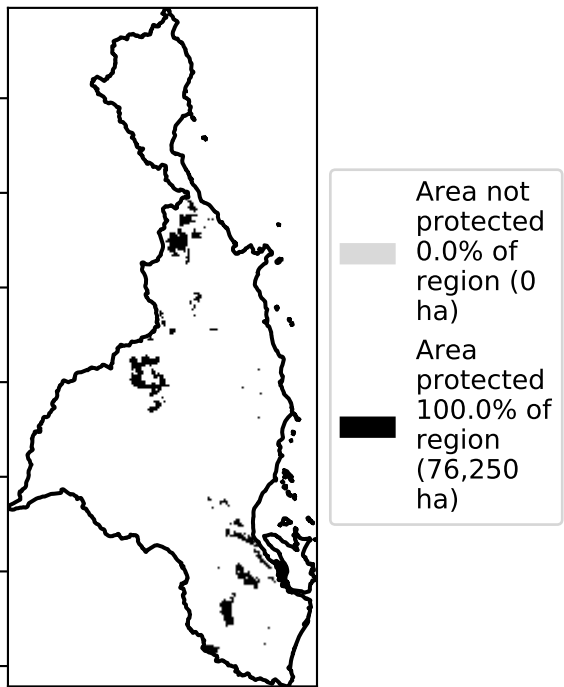 Area not
protected
0.0% of
region (0
ha)
Area
protected
100.0% of
region
(76,250
ha)